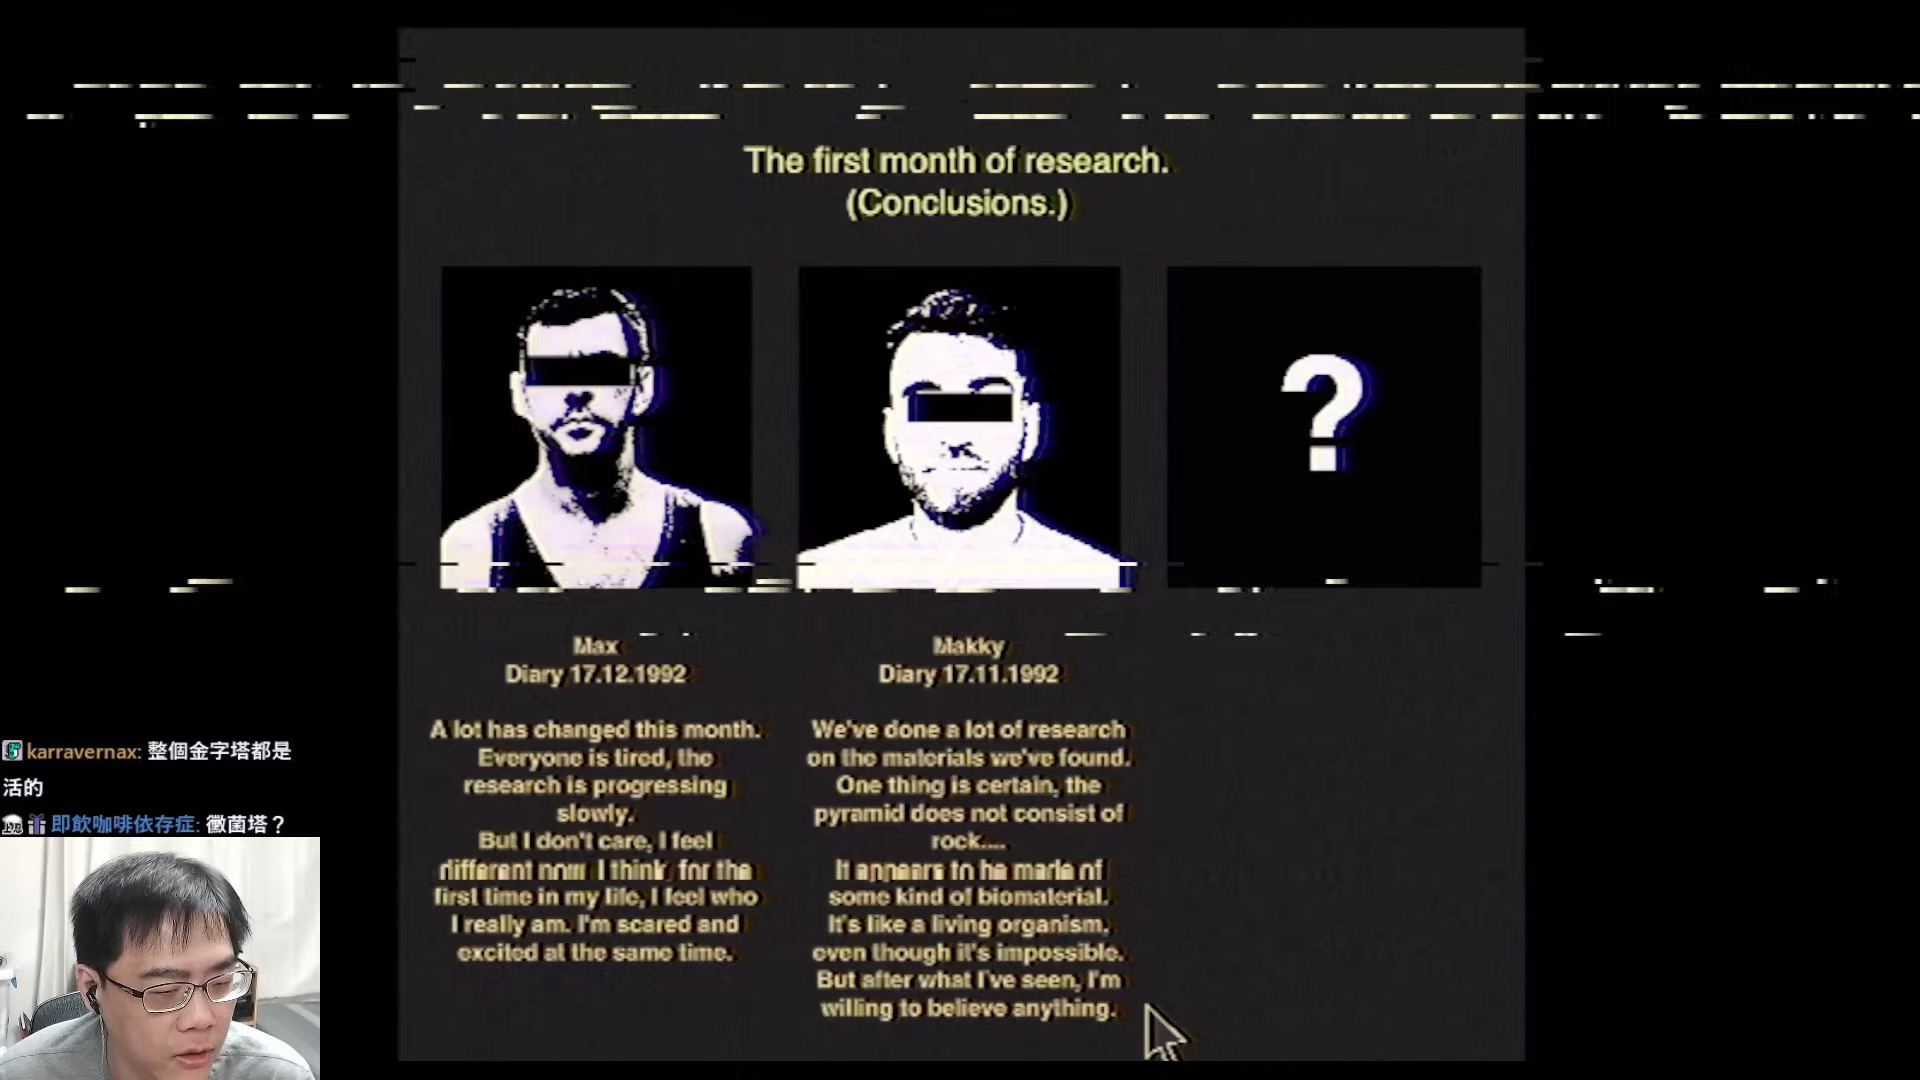 The first month of research.
(Conclusions.)
?
Max
Diary 17.12.1992
A lot has changed this month.
Everyone is tired, the
research is progressing
slowly.
But I don't care, I feel
different now. I think, for the
first time in my life, I feel who
I really am. I'm scared and
excited at the same time.
Makky
Diary 17.11.1992
We've done a lot of research
on the materials we've found.
One thing is certain, the
pyramid does not consist of
rock....
It appears to be made of
some kind of biomaterial.
It's like a living organism,
even though it's impossible.
But after what I've seen, I'm
willing to believe anything.
karravernax: 整個金字塔都是
活的
即飲咖啡依存症: 黴菌塔？